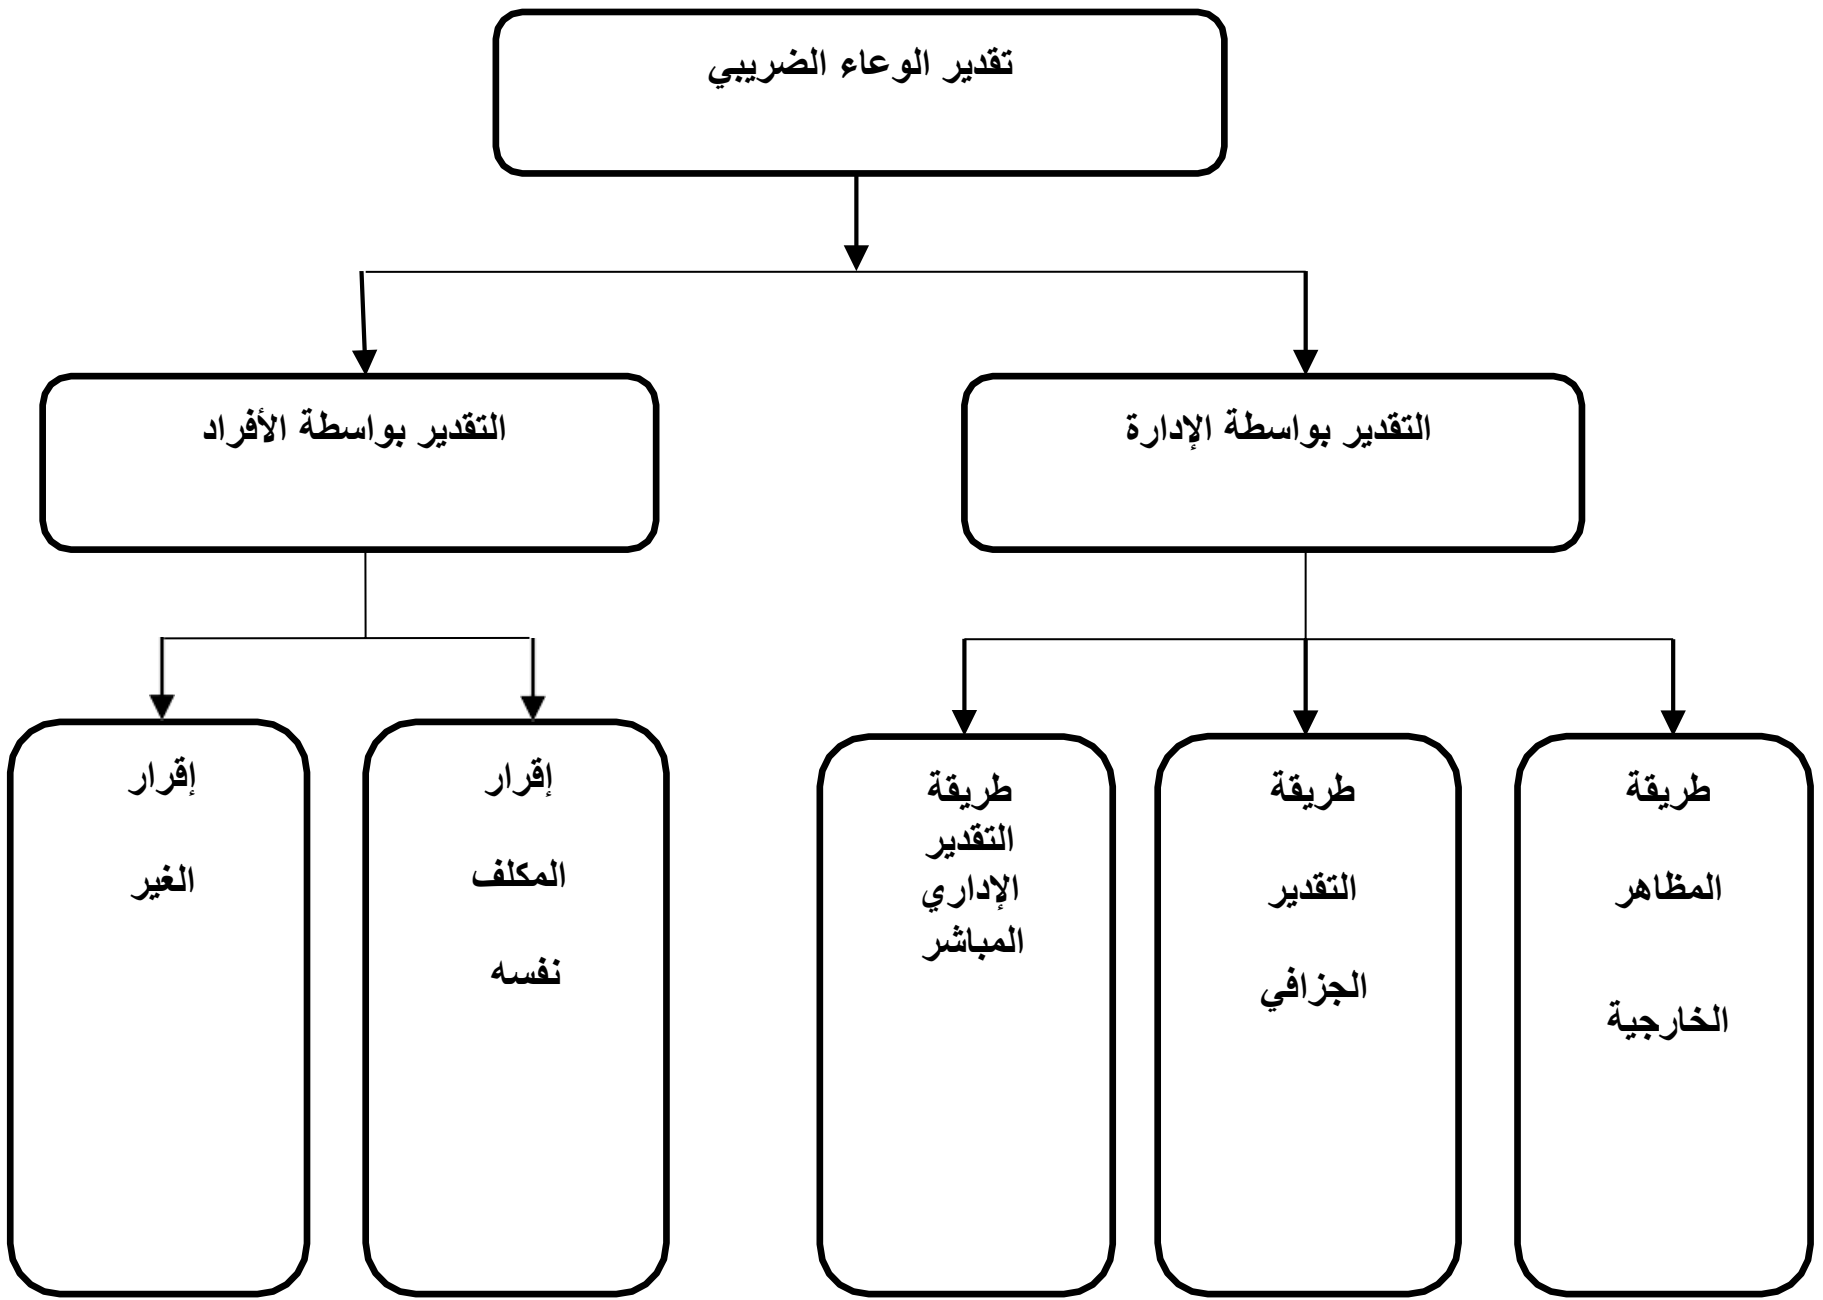 تقدير الوعاء الضريبي
التقدير بواسطة الإدارة
التقدير بواسطة الأفراد
طريقة
المظاهر
الخارجية
طريقة
التقدير
الجزافي
طريقة
التقدير
الإداري
المباشر
إقرار
المكلف
نفسه
إقرار
الغير